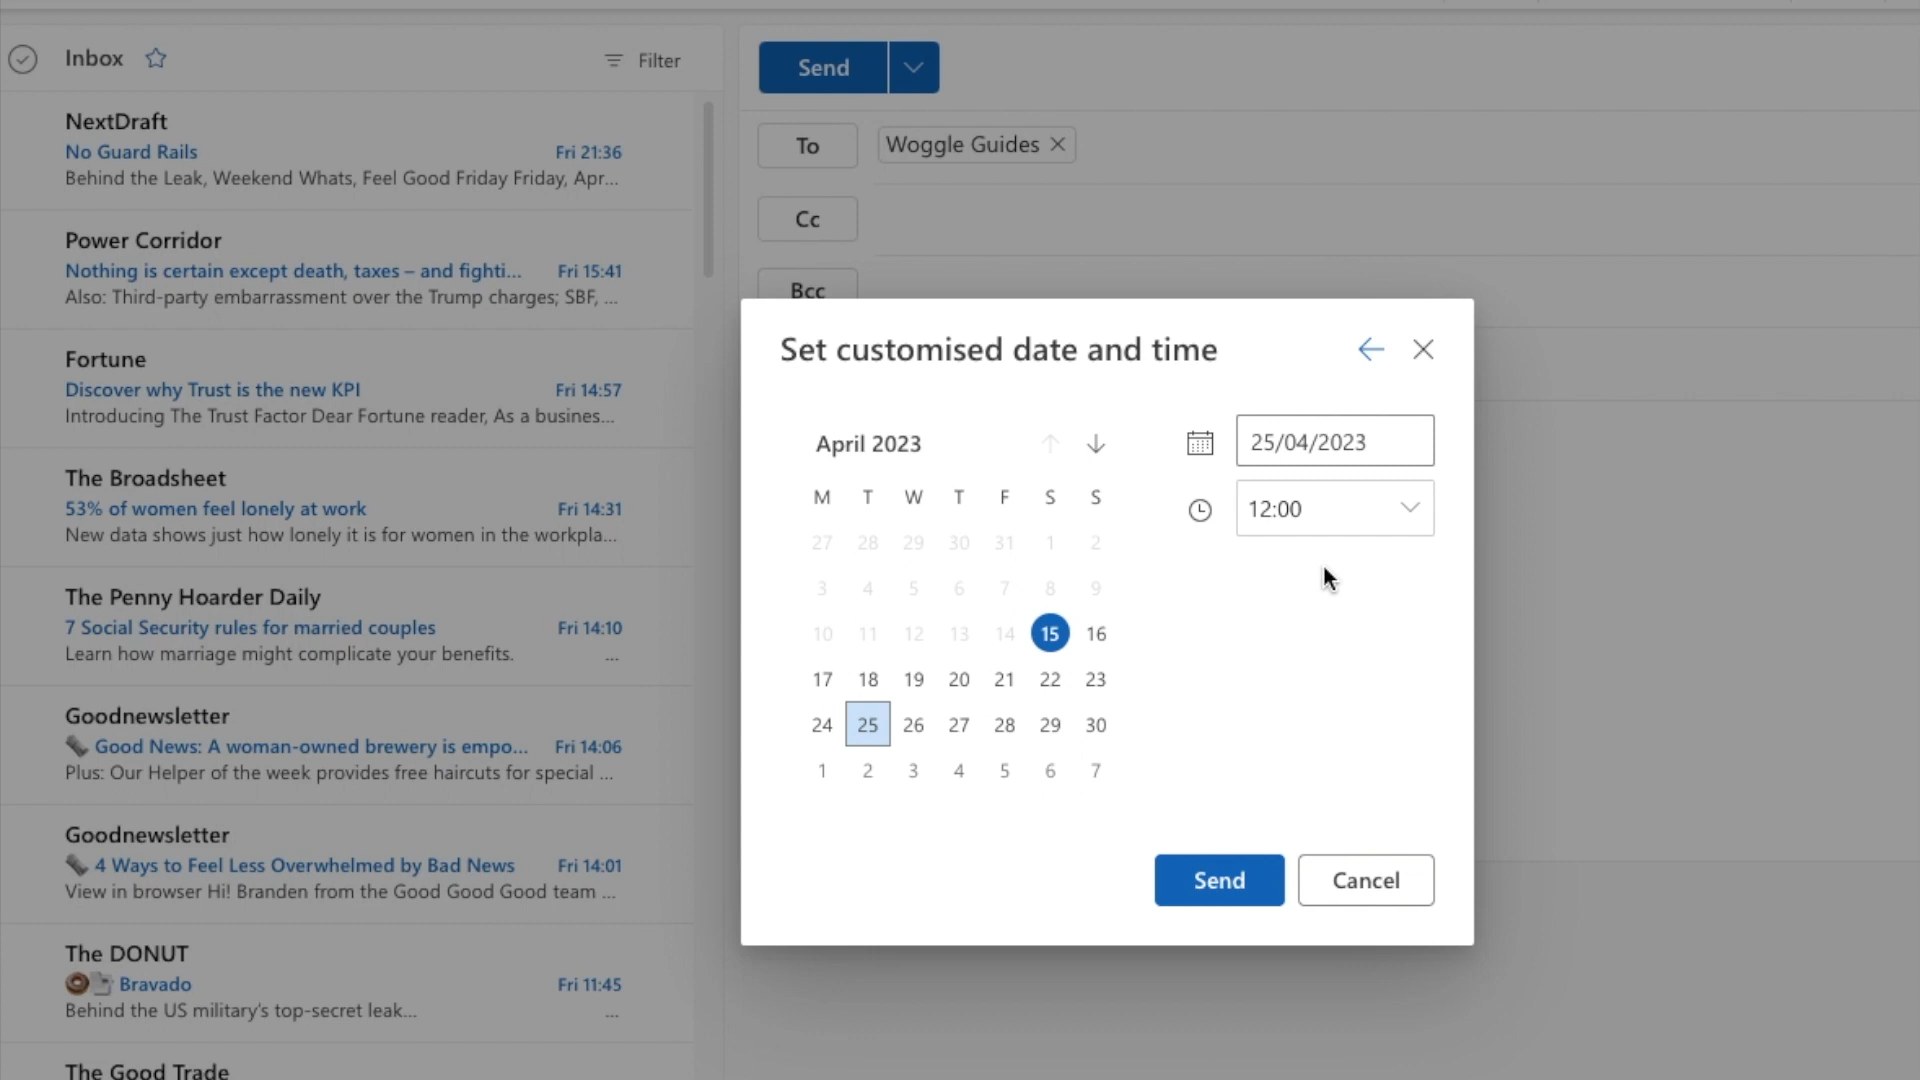 Inbox
Filter
NextDraft
No Guard Rails Fri 21:36
Behind the Leak, Weekend Whats, Feel Good Friday Friday, Apr...
Power Corridor
Nothing is certain except death, taxes – and fighti... Fri 15:41
Also: Third-party embarrassment over the Trump charges; SBF, ...
Fortune
Discover why Trust is the new KPI Fri 14:57
Introducing The Trust Factor Dear Fortune reader, As a busines...
The Broadsheet
53% of women feel lonely at work Fri 14:31
New data shows just how lonely it is for women in the workpla...
The Penny Hoarder Daily
7 Social Security rules for married couples Fri 14:10
Learn how marriage might complicate your benefits. ...
Goodnewsletter
Good News: A woman-owned brewery is empo... Fri 14:06
Plus: Our Helper of the week provides free haircuts for special ...
Goodnewsletter
4 Ways to Feel Less Overwhelmed by Bad News Fri 14:01
View in browser Hi! Branden from the Good Good Good team ...
The DONUT
Bravado Fri 11:45
Behind the US military's top-secret leak... ...
The Good Trade
Send
To Woggle Guides
Cc
Bcc
Set customised date and time
April 2023
M T W T F S S
27 28 29 30 31 1 2
3 4 5 6 7 8 9
10 11 12 13 14 15 16
17 18 19 20 21 22 23
24 25 26 27 28 29 30
1 2 3 4 5 6 7
25/04/2023
12:00
Send Cancel